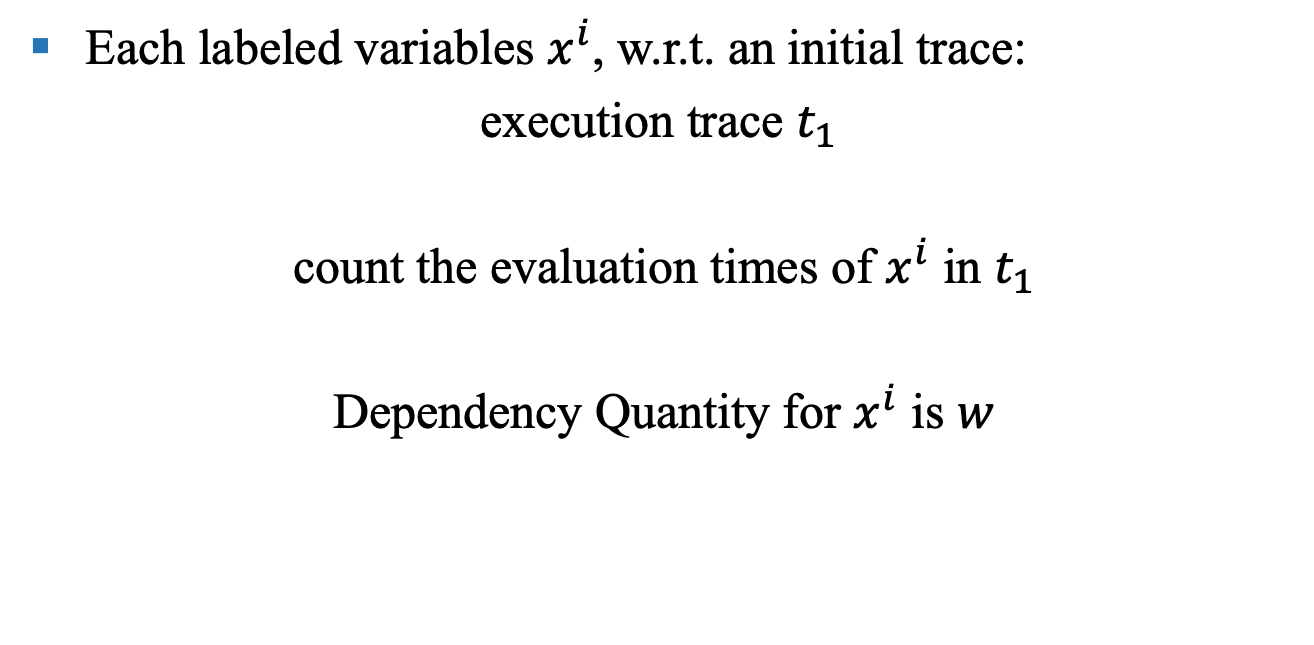 ▪ Each labeled variables xⁱ, w.r.t. an initial trace:
execution trace t₁
count the evaluation times of xⁱ in t₁
Dependency Quantity for xⁱ is w